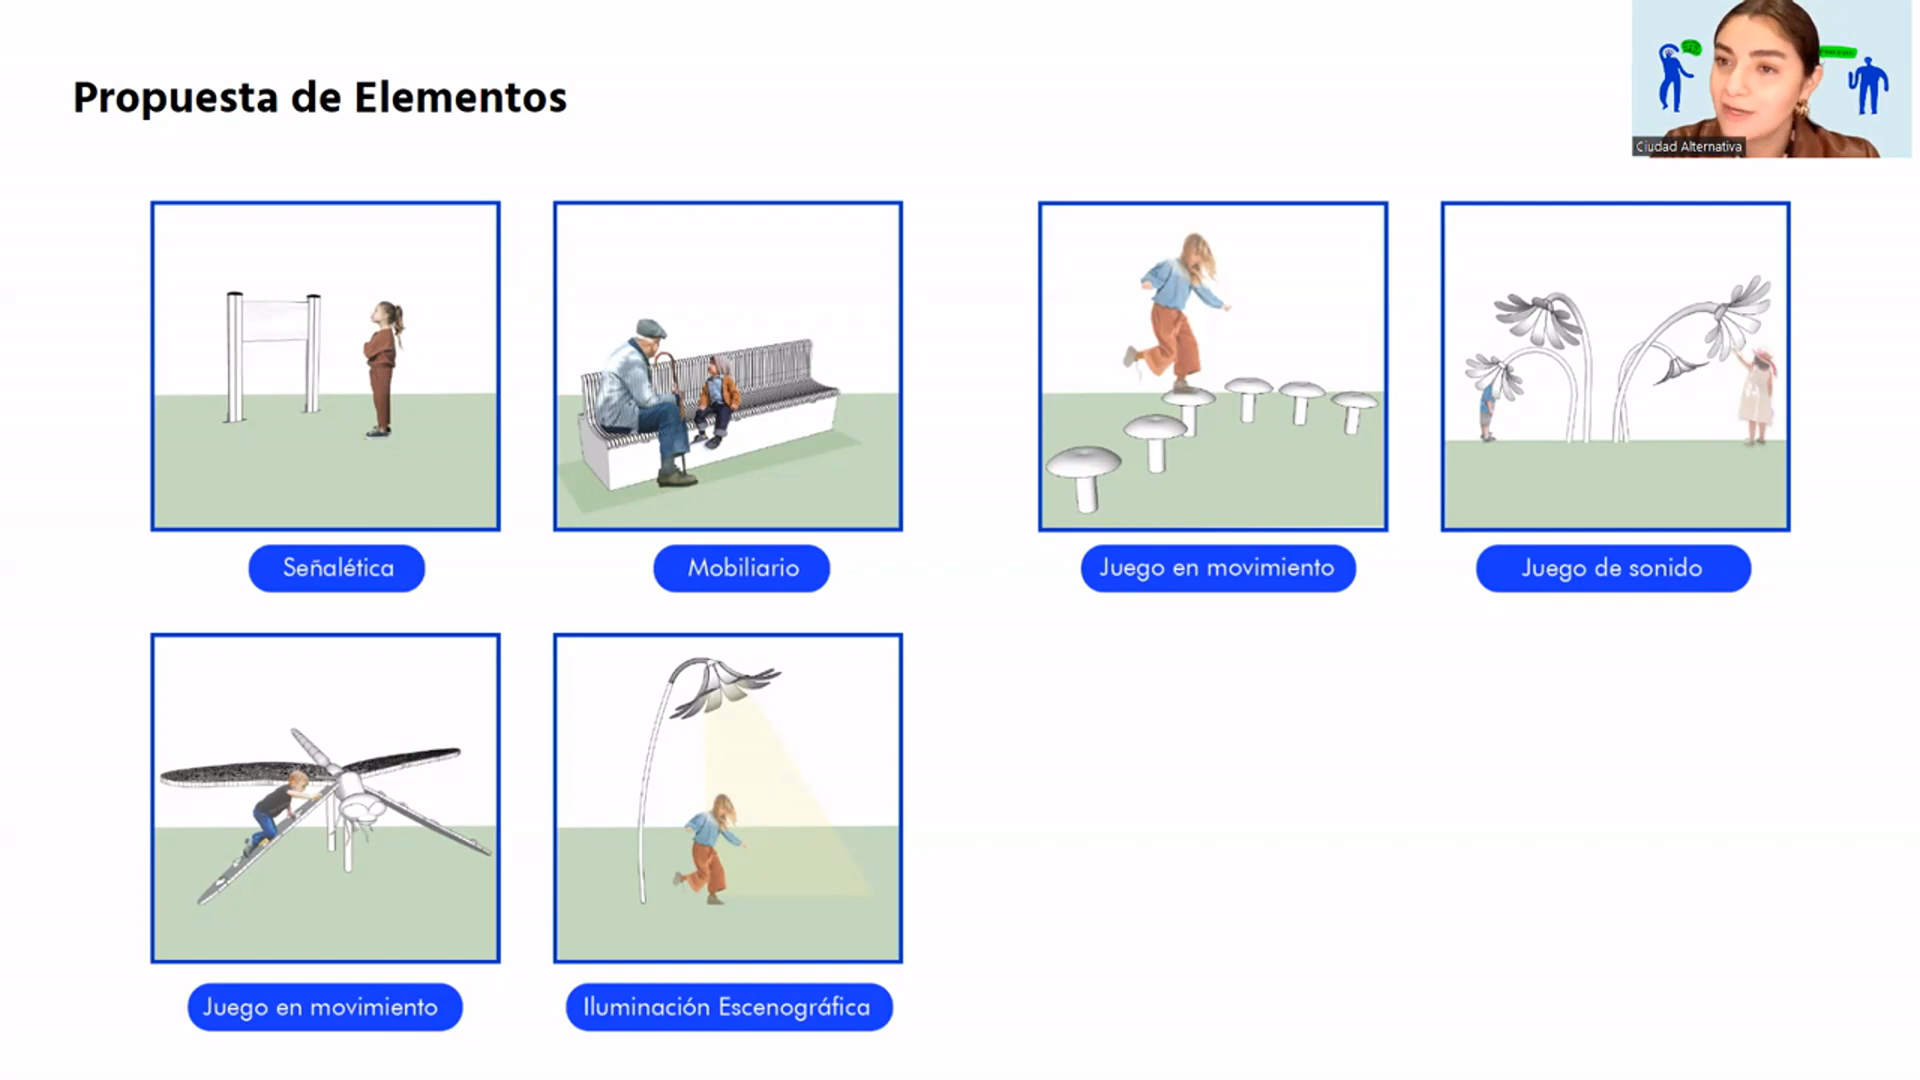 Propuesta de Elementos
Ciudad Alternativa
Señalética
Mobiliario
Juego en movimiento
Juego de sonido
Juego en movimiento
Iluminación Escenográfica